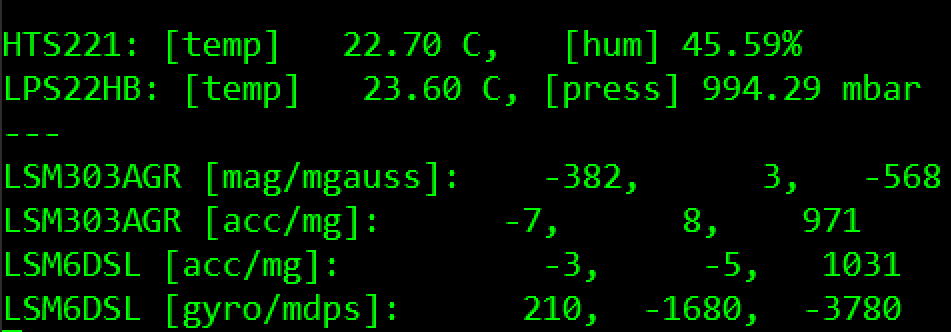 HTS221: [temp]   22.70 C,   [hum] 45.59%
LPS22HB: [temp]   23.60 C, [press] 994.29 mbar
---
LSM303AGR [mag/mgauss]:    -382,      3,   -568
LSM303AGR [acc/mg]:      -7,      8,    971
LSM6DSL [acc/mg]:          -3,     -5,   1031
LSM6DSL [gyro/mdps]:      210,  -1680,  -3780